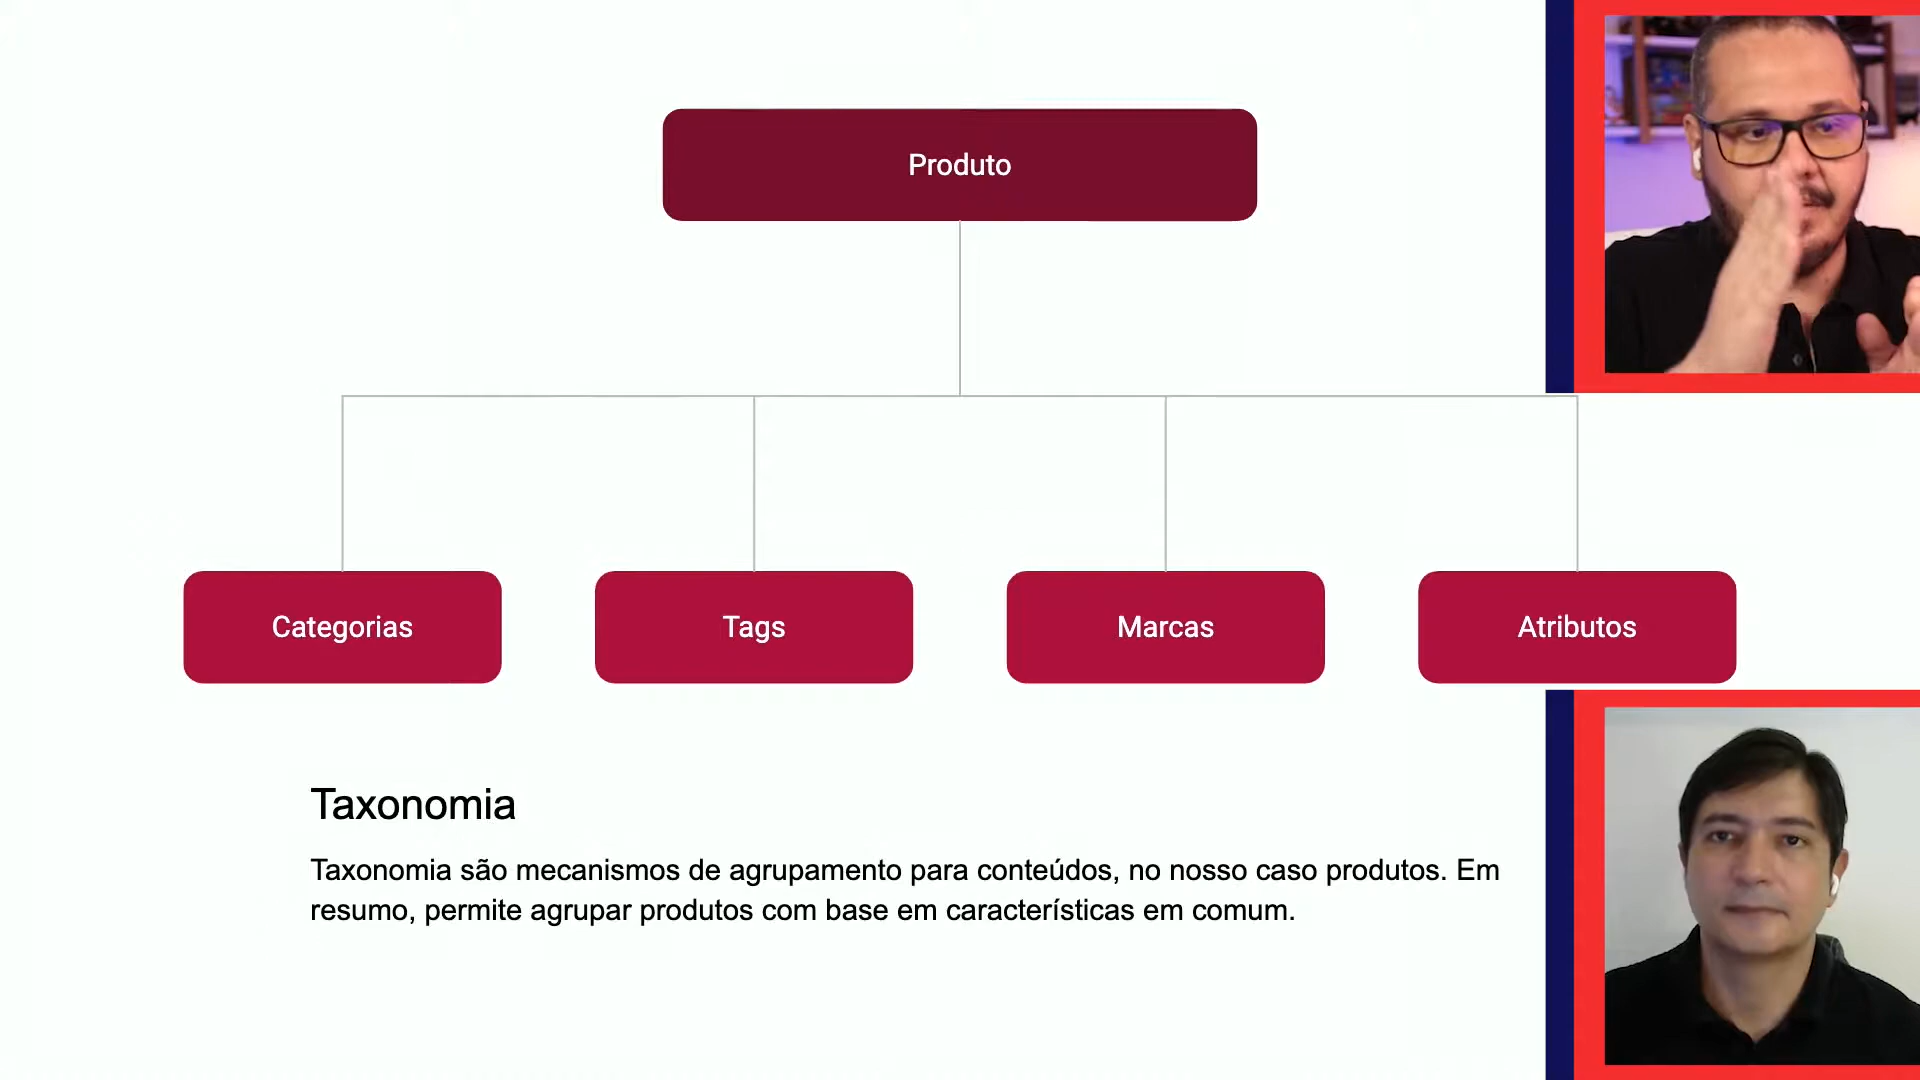 Produto
Categorias
Tags
Marcas
Atributos
Taxonomia
Taxonomia são mecanismos de agrupamento para conteúdos, no nosso caso produtos. Em
resumo, permite agrupar produtos com base em características em comum.